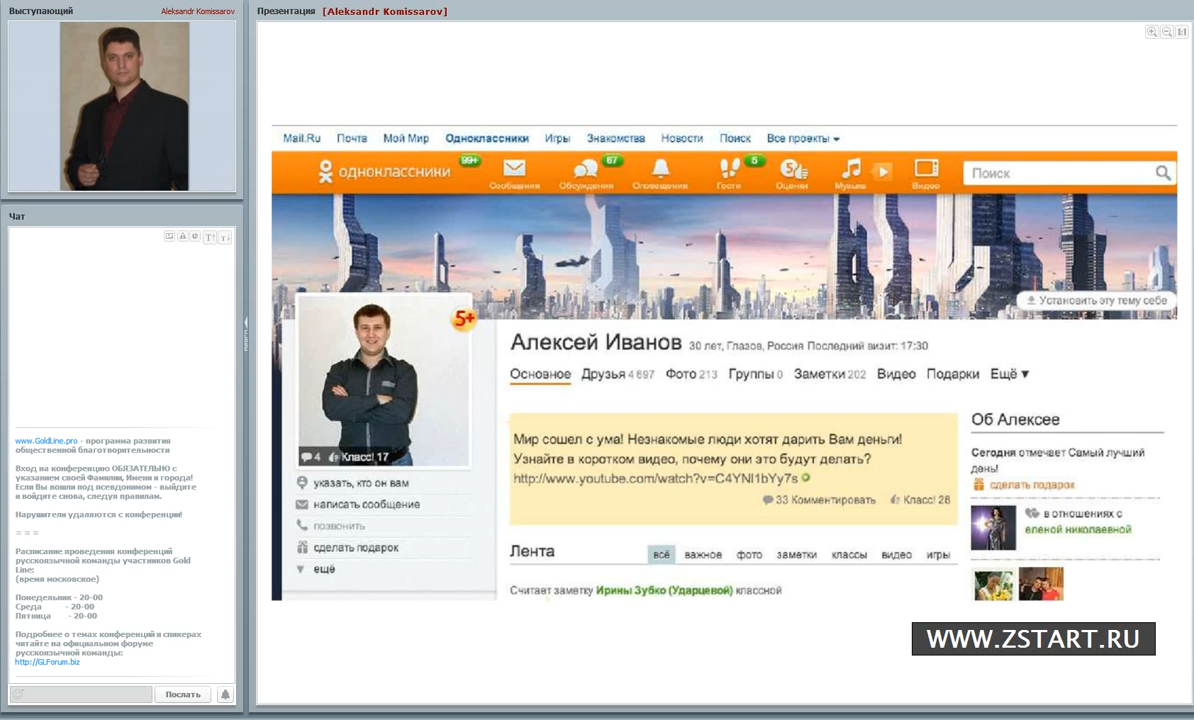 Выступающий
Aleksandr Komissarov
Презентация [Aleksandr Komissarov]
Чат
www.GoldLine.pro - программа развития
общественной благотворительности
Вход на конференцию ОБЯЗАТЕЛЬНО с
указанием своей Фамилии, Имени и города!
Если Вы вошли под псевдонимом - выйдите
и войдите снова, следуя правилам.
Нарушители удаляются с конференции!
= = =
Расписание проведения конференций
русскоязычной команды участников Gold
Line:
(время московское)
Понедельник - 20-00
Среда - 20-00
Пятница - 20-00
Подробнее о темах конференций и спикерах
читайте на официальном форуме
русскоязычной команды:
http://GLForum.biz
Послать
1:1
Mail.Ru Почта Мой Мир Одноклассники Игры Знакомства Новости Поиск Все проекты
одноклассники
99+ 67 5
Сообщения Обсуждения Оповещения Гости Оценки Музыка Видео
Поиск
Установить эту тему себе
5+
4 Класс! 17
указать, кто он вам
написать сообщение
позвонить
сделать подарок
ещё
Алексей Иванов 30 лет, Глазов, Россия Последний визит: 17:30
Основное Друзья 4 697 Фото 213 Группы 0 Заметки 202 Видео Подарки Ещё
Мир сошел с ума! Незнакомые люди хотят дарить Вам деньги!
Узнайте в коротком видео, почему они это будут делать?
http://www.youtube.com/watch?v=C4YNI1bYy7s
33 Комментировать Класс! 26
Лента
всё важное фото заметки классы видео игры
Считает заметку Ирины Зубко (Ударцевой) классной
Об Алексее
Сегодня отмечает Самый лучший
день!
сделать подарок
в отношениях с
еленой николаевной
WWW.ZSTART.RU